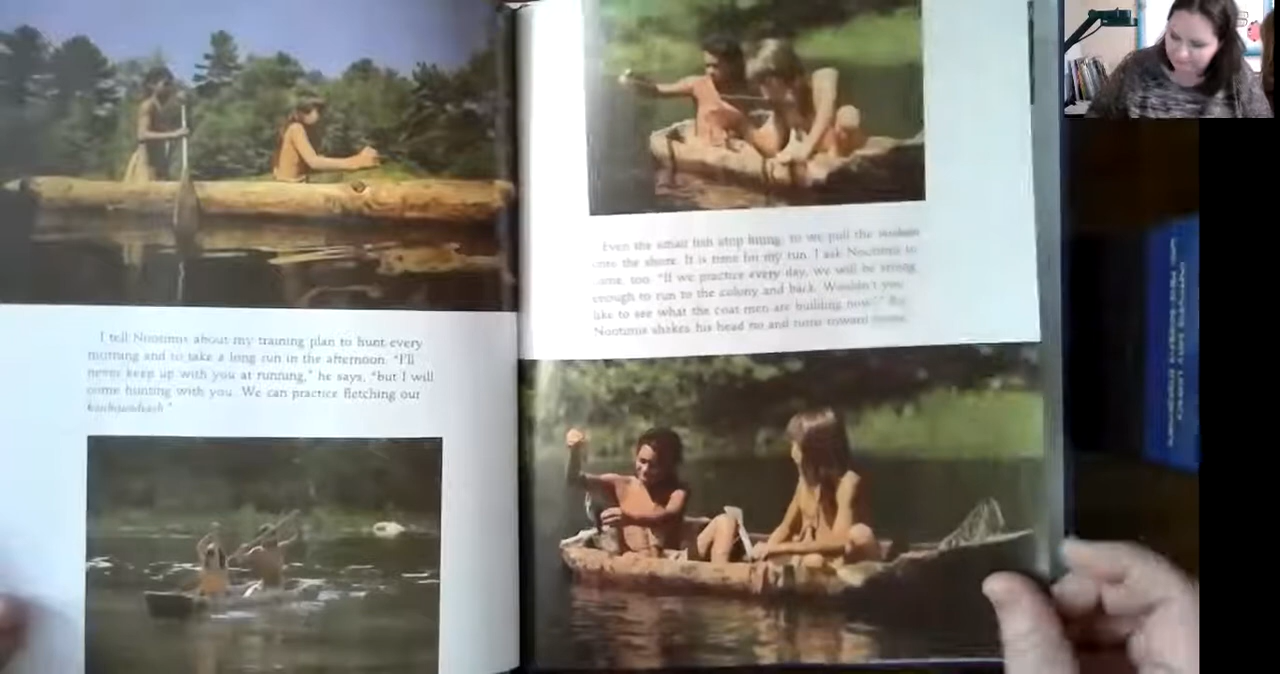 I tell Nootimis about my training plan to hunt every
morning and to take a long run in the afternoon. "I'll
never keep up with you at running," he says, "but I will
come hunting with you. We can practice fletching our
Even the small fish stop biting, so we pull the
onto the shore. It is time for my run. I ask Nootimis to
come, too. "If we practice every day, we will be strong
enough to run to the colony and back. Wouldn't you
like to see what the coat men are building now?" But
Nootimis shakes his head no and turns toward home.